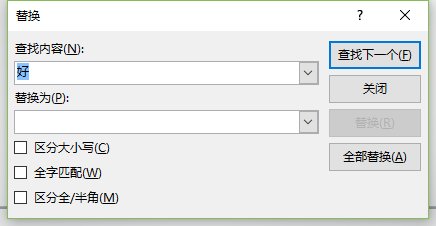 替换
查找内容(N):
好
查找下一个(F)
关闭
替换为(P):
替换(R)
区分大小写(C)
全字匹配(W)
全部替换(A)
区分全/半角(M)